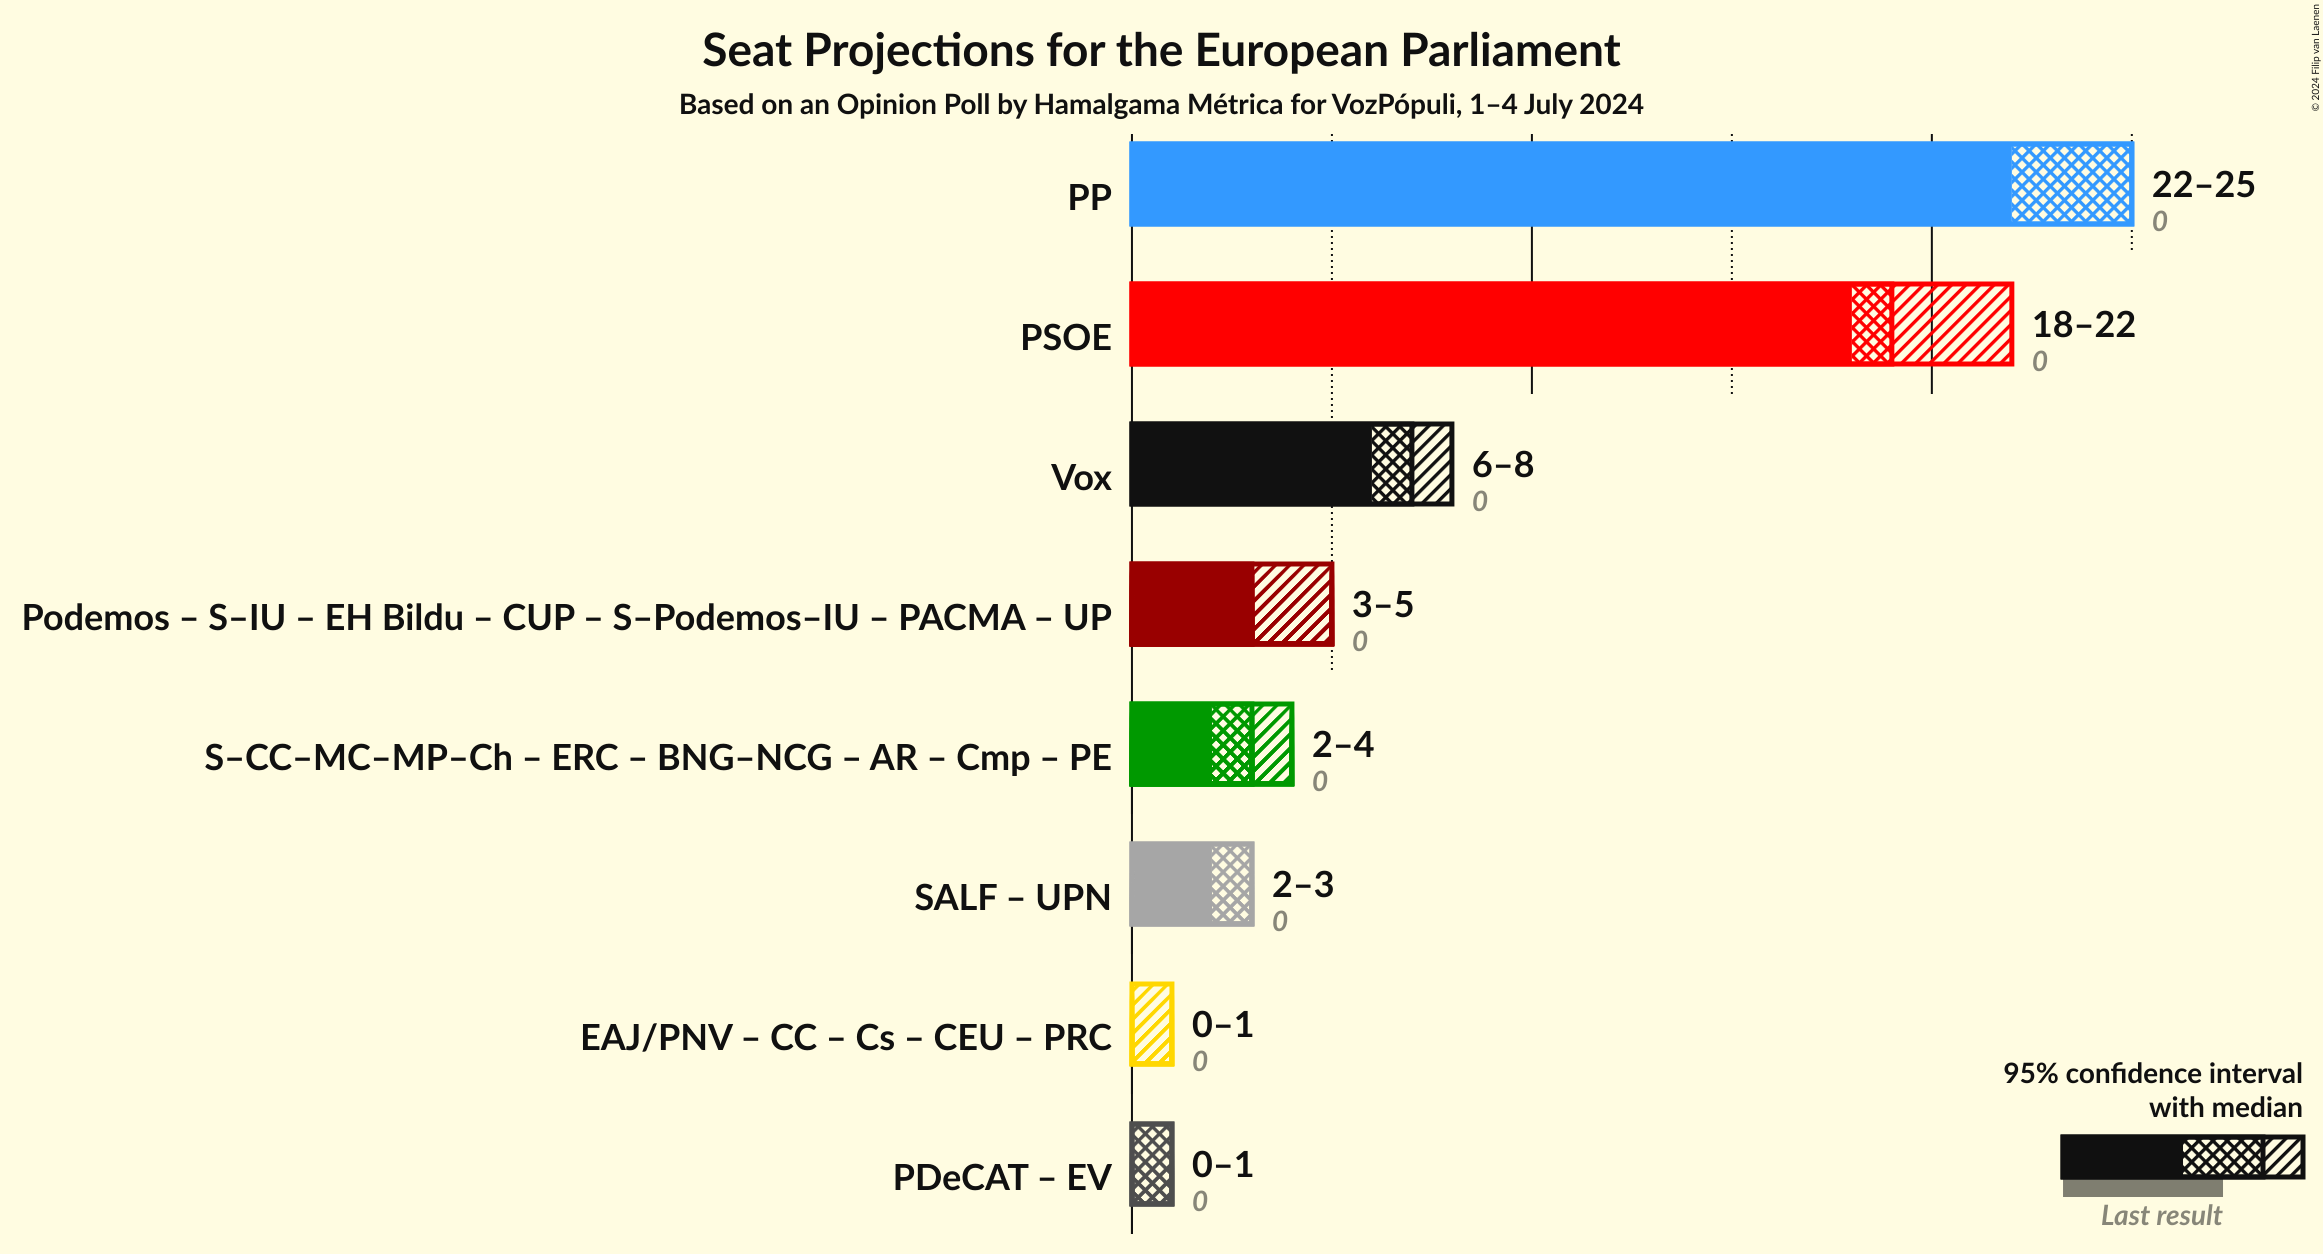 Seat Projections for the European Parliament
Based on an Opinion Poll by Hamalgama Métrica for VozPópuli, 1–4 July 2024
© 2024 Filip van Laenen
PP
22–25
0
PSOE
18–22
0
Vox
6–8
0
Podemos – S–IU – EH Bildu – CUP – S–Podemos–IU – PACMA – UP
3–5
0
S–CC–MC–MP–Ch – ERC – BNG–NCG – AR – Cmp – PE
2–4
0
SALF – UPN
2–3
0
EAJ/PNV – CC – Cs – CEU – PRC
0–1
0
PDeCAT – EV
0–1
0
95% confidence interval
with median
Last result